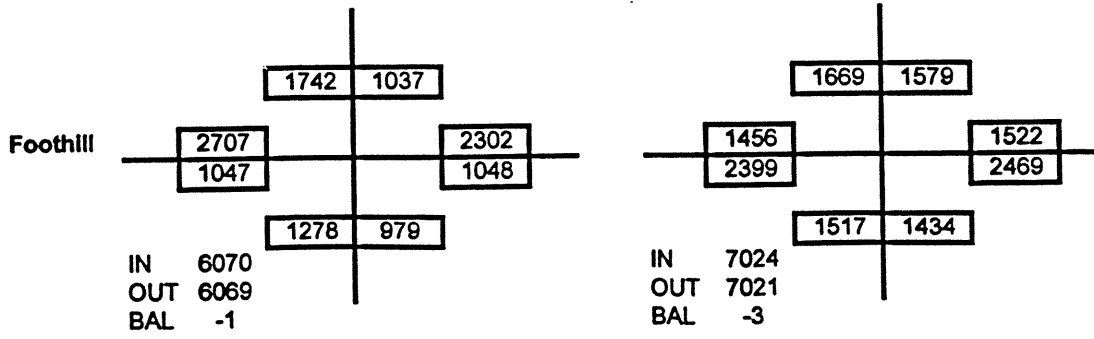 1742 1037
Foothill
2707
1047
2302
1048
1278 979
IN 6070
OUT 6069
BAL -1
1669 1579
1456
2399
1522
2469
1517 1434
IN 7024
OUT 7021
BAL -3